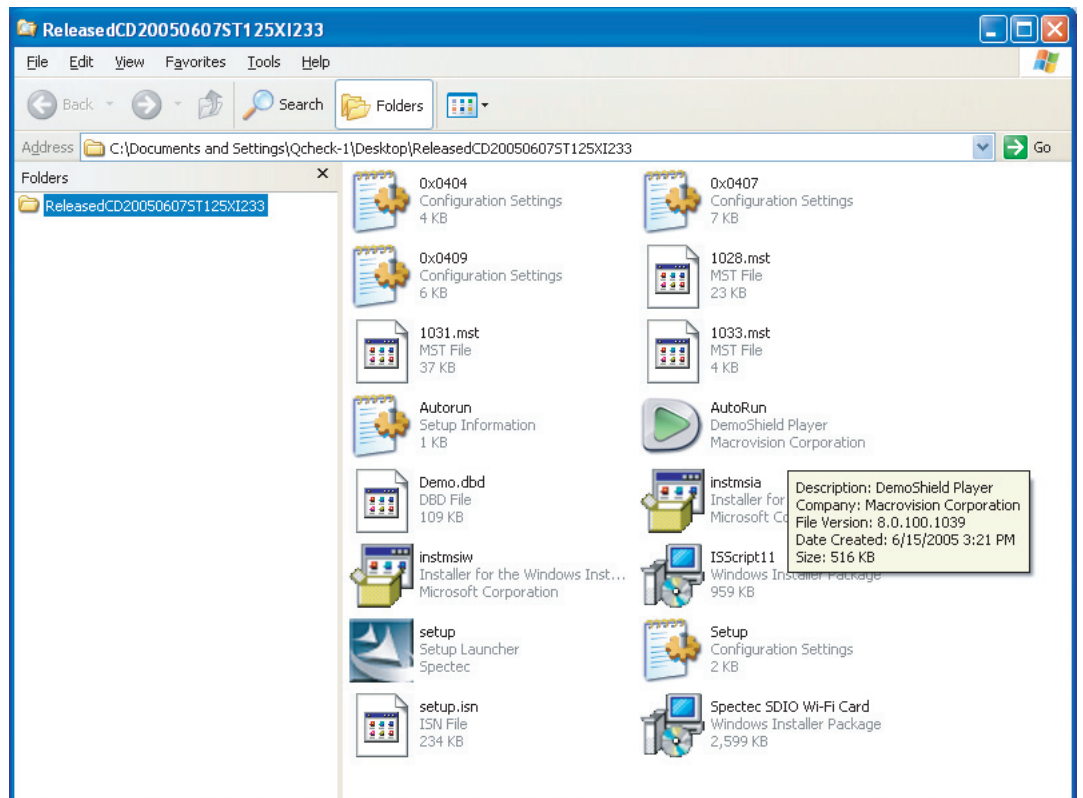 ReleasedCD20050607ST125XI233
File Edit View Favorites Tools Help
Back Search Folders
Address C:\Documents and Settings\Qcheck-1\Desktop\ReleasedCD20050607ST125XI233 Go
Folders x
ReleasedCD20050607ST125XI233
0x0404
Configuration Settings
4 KB
0x0407
Configuration Settings
7 KB
0x0409
Configuration Settings
6 KB
1028.mst
MST File
23 KB
1031.mst
MST File
37 KB
1033.mst
MST File
4 KB
Autorun
Setup Information
1 KB
AutoRun
DemoShield Player
Macrovision Corporation
Demo.dbd
DBD File
109 KB
instmsia
Installer for
Microsoft Co
Description: DemoShield Player
Company: Macrovision Corporation
File Version: 8.0.100.1039
Date Created: 6/15/2005 3:21 PM
Size: 516 KB
instmsiw
Installer for the Windows Inst...
Microsoft Corporation
ISScript11
Windows Installer Package
959 KB
setup
Setup Launcher
Spectec
Setup
Configuration Settings
2 KB
setup.isn
ISN File
234 KB
Spectec SDIO Wi-Fi Card
Windows Installer Package
2,599 KB